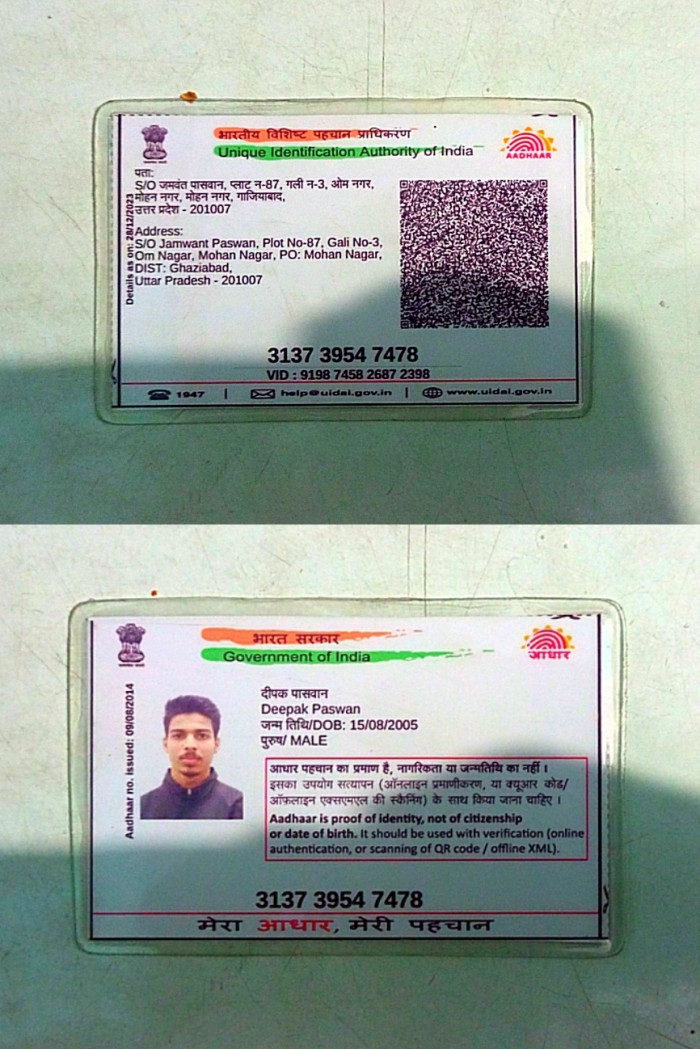 भारतीय विशिष्ट पहचान प्राधिकरण
Unique Identification Authority of India
AADHAAR
Details as on: 28/12/2023
पता:
S/O जमवंत पासवान, प्लाट न-87, गली न-3, ओम नगर,
मोहन नगर, मोहन नगर, गाजियाबाद,
उत्तर प्रदेश - 201007
Address:
S/O Jamwant Paswan, Plot No-87, Gali No-3,
Om Nagar, Mohan Nagar, PO: Mohan Nagar,
DIST: Ghaziabad,
Uttar Pradesh - 201007
3137 3954 7478
VID : 9198 7458 2687 2398
1947 | help@uidai.gov.in | www.uidai.gov.in
भारत सरकार
Government of India
आधार
Aadhaar no. issued: 09/08/2014
दीपक पासवान
Deepak Paswan
जन्म तिथि/DOB: 15/08/2005
पुरुष/ MALE
आधार पहचान का प्रमाण है, नागरिकता या जन्मतिथि का नहीं ।
इसका उपयोग सत्यापन (ऑनलाइन प्रमाणीकरण, या क्यूआर कोड/
ऑफ़लाइन एक्सएमएल की स्कैनिंग) के साथ किया जाना चाहिए ।
Aadhaar is proof of identity, not of citizenship
or date of birth. It should be used with verification (online
authentication, or scanning of QR code / offline XML).
3137 3954 7478
मेरा आधार, मेरी पहचान